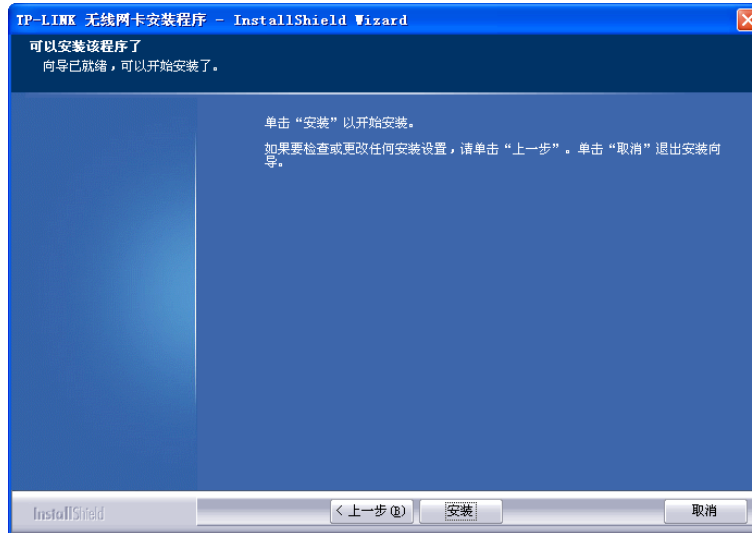 TP-LINK 无线网卡安装程序 - InstallShield Wizard
可以安装该程序了
向导已就绪，可以开始安装了。
单击“安装”以开始安装。
如果要检查或更改任何安装设置，请单击“上一步”。单击“取消”退出安装向
导。
InstallShield
< 上一步(B)
安装
取消